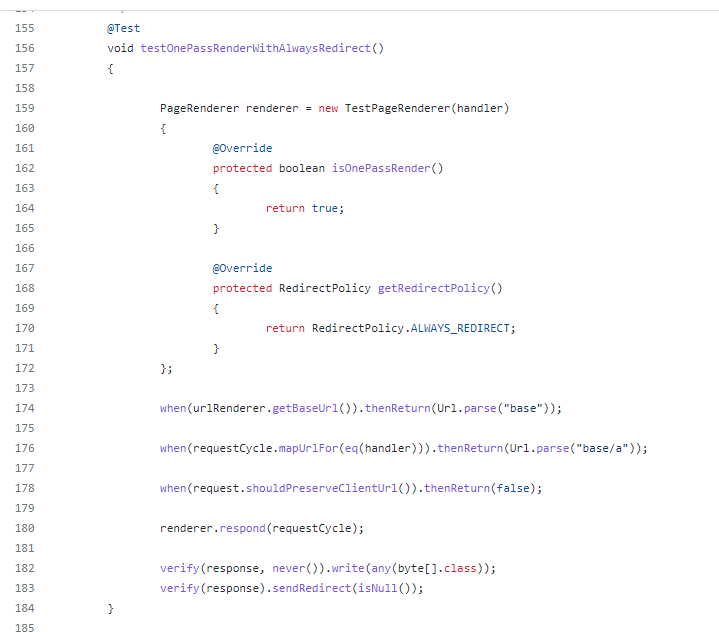 155 @Test
156 void testOnePassRenderWithAlwaysRedirect()
157 {
158
159 PageRenderer renderer = new TestPageRenderer(handler)
160 {
161 @Override
162 protected boolean isOnePassRender()
163 {
164 return true;
165 }
166
167 @Override
168 protected RedirectPolicy getRedirectPolicy()
169 {
170 return RedirectPolicy.ALWAYS_REDIRECT;
171 }
172 };
173
174 when(urlRenderer.getBaseUrl()).thenReturn(Url.parse("base"));
175
176 when(requestCycle.mapUrlFor(eq(handler))).thenReturn(Url.parse("base/a"));
177
178 when(request.shouldPreserveClientUrl()).thenReturn(false);
179
180 renderer.respond(requestCycle);
181
182 verify(response, never()).write(any(byte[].class));
183 verify(response).sendRedirect(isNull());
184 }
185